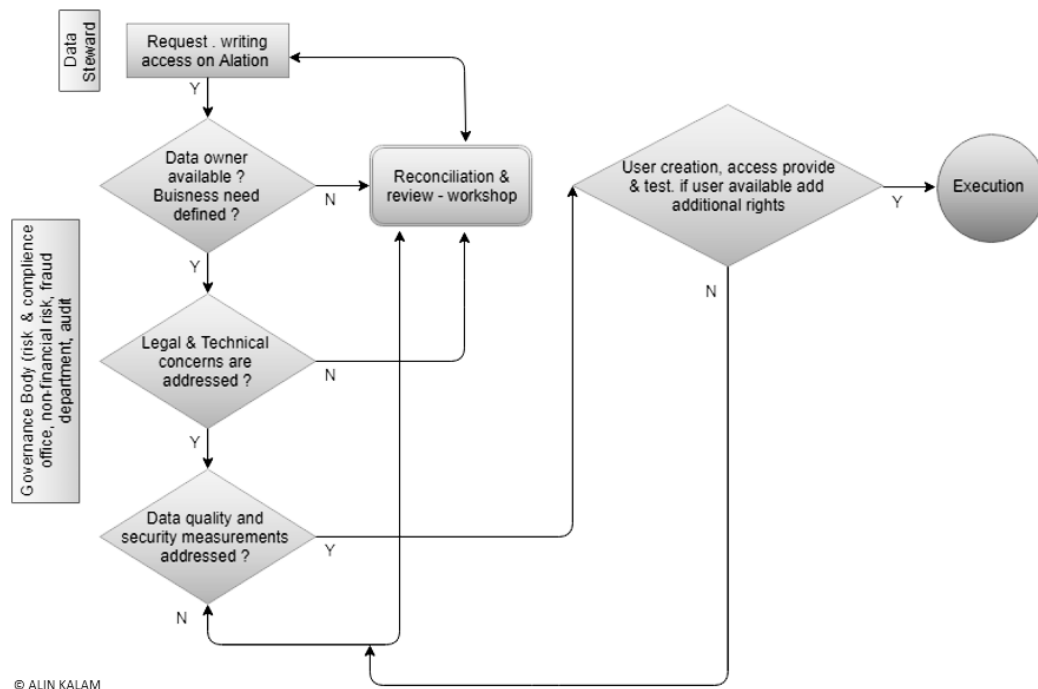 Data
Steward
Request . writing
access on Alation
Y
Data owner
available ?
Buisness need
defined ?
N
Reconciliation &
review - workshop
User creation, access provide
& test. if user available add
additional rights
Y
Execution
Y
N
Governance Body (risk & complience
office, non-financial risk, fraud
department, audit
Legal & Technical
concerns are
addressed ?
N
Y
Data quality and
security measurements
addressed ?
Y
N
© ALIN KALAM